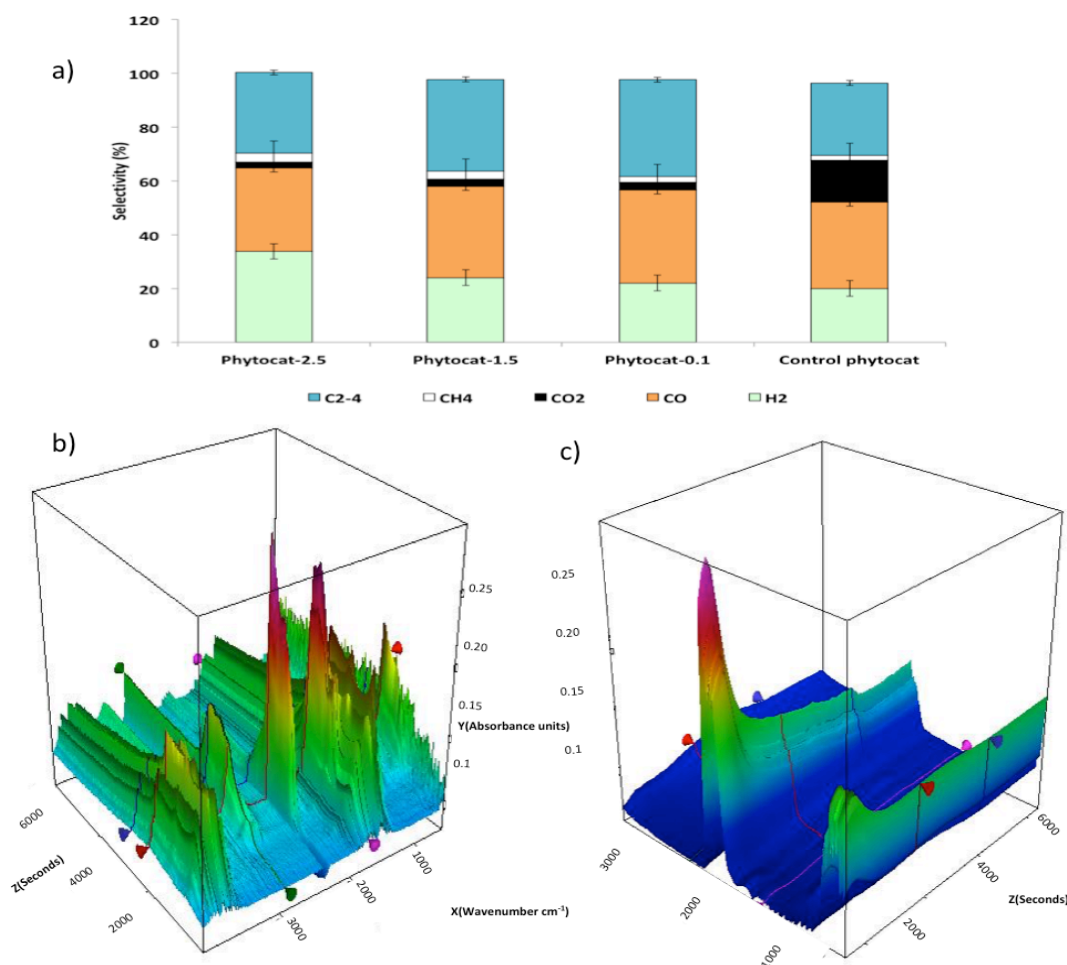 a)
Selectivity (%)
120
100
80
60
40
20
0
Phytocat-2.5 Phytocat-1.5 Phytocat-0.1 Control phytocat
C2-4 CH4 CO2 CO H2
b)
0.25
0.20
0.15
0.1
Y(Absorbance units)
6000
4000
2000
Z(Seconds)
3000
2000
1000
X(Wavenumber cm⁻¹)
c)
0.25
0.20
0.15
0.1
3000
2000
1000
6000
4000
2000
Z(Seconds)